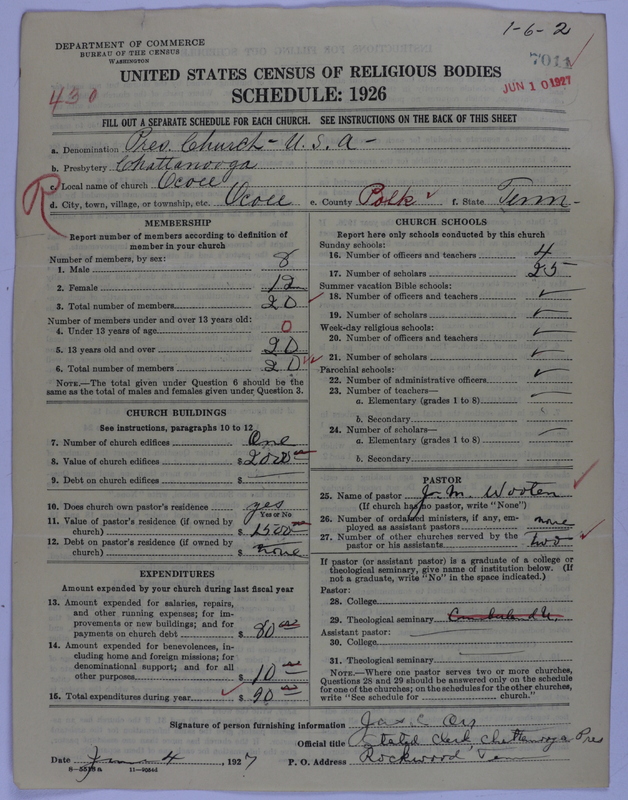 1-6-2
DEPARTMENT OF COMMERCE
BUREAU OF THE CENSUS
WASHINGTON
7011
JUN 10 1927
UNITED STATES CENSUS OF RELIGIOUS BODIES
430
SCHEDULE: 1926
FILL OUT A SEPARATE SCHEDULE FOR EACH CHURCH. SEE INSTRUCTIONS ON THE BACK OF THIS SHEET
a. Denomination Pres. Church - U.S.A -
b. Presbytery Chattanooga
c. Local name of church Ocoee
R
d. City, town, village, or township, etc. Ocoee e. County Polk f. State Tenn-
MEMBERSHIP
Report number of members according to definition of
member in your church
Number of members, by sex:
1. Male 8
2. Female 12
3. Total number of members 20
Number of members under and over 13 years old:
4. Under 13 years of age 0
5. 13 years old and over 20
6. Total number of members 20
NOTE.—The total given under Question 6 should be the
same as the total of males and females given under Question 3.
CHURCH BUILDINGS
See instructions, paragraphs 10 to 12
7. Number of church edifices One
8. Value of church edifices $ 2000 00
9. Debt on church edifices $
10. Does church own pastor's residence yes
Yes or No
11. Value of pastor's residence (if owned by
church) $ 1500 00
12. Debt on pastor's residence (if owned by
church) $ none
EXPENDITURES
Amount expended by your church during last fiscal year
13. Amount expended for salaries, repairs,
and other running expenses; for im-
provements or new buildings; and for
payments on church debt $ 80 00
14. Amount expended for benevolences, in-
cluding home and foreign missions; for
denominational support; and for all
other purposes $ 10 00
15. Total expenditures during year $ 90 00
CHURCH SCHOOLS
Report here only schools conducted by this church
Sunday schools:
16. Number of officers and teachers 4
17. Number of scholars 25
Summer vacation Bible schools:
18. Number of officers and teachers
19. Number of scholars
Week-day religious schools:
20. Number of officers and teachers
21. Number of scholars
Parochial schools:
22. Number of administrative officers
23. Number of teachers—
a. Elementary (grades 1 to 8)
b. Secondary
24. Number of scholars—
a. Elementary (grades 1 to 8)
b. Secondary
PASTOR
25. Name of pastor M. Wooten
(If church has no pastor, write "None")
26. Number of ordained ministers, if any, em-
ployed as assistant pastors none
27. Number of other churches served by the
pastor or his assistants two
If pastor (or assistant pastor) is a graduate of a college or
theological seminary, give name of institution below. (If
not a graduate, write "No" in the space indicated.)
Pastor:
28. College
29. Theological seminary Cumberland U.
Assistant pastor:
30. College
31. Theological seminary
NOTE.—Where one pastor serves two or more churches,
Questions 28 and 29 should be answered only on the schedule
for one of the churches; on the schedules for the other churches,
write "See schedule for church."
Signature of person furnishing information Jas E Orr
Official title Stated Clerk, Chattanooga Pres
Date June 4, 1927 P. O. Address Rockwood Tenn
8-5518a 11-9064d